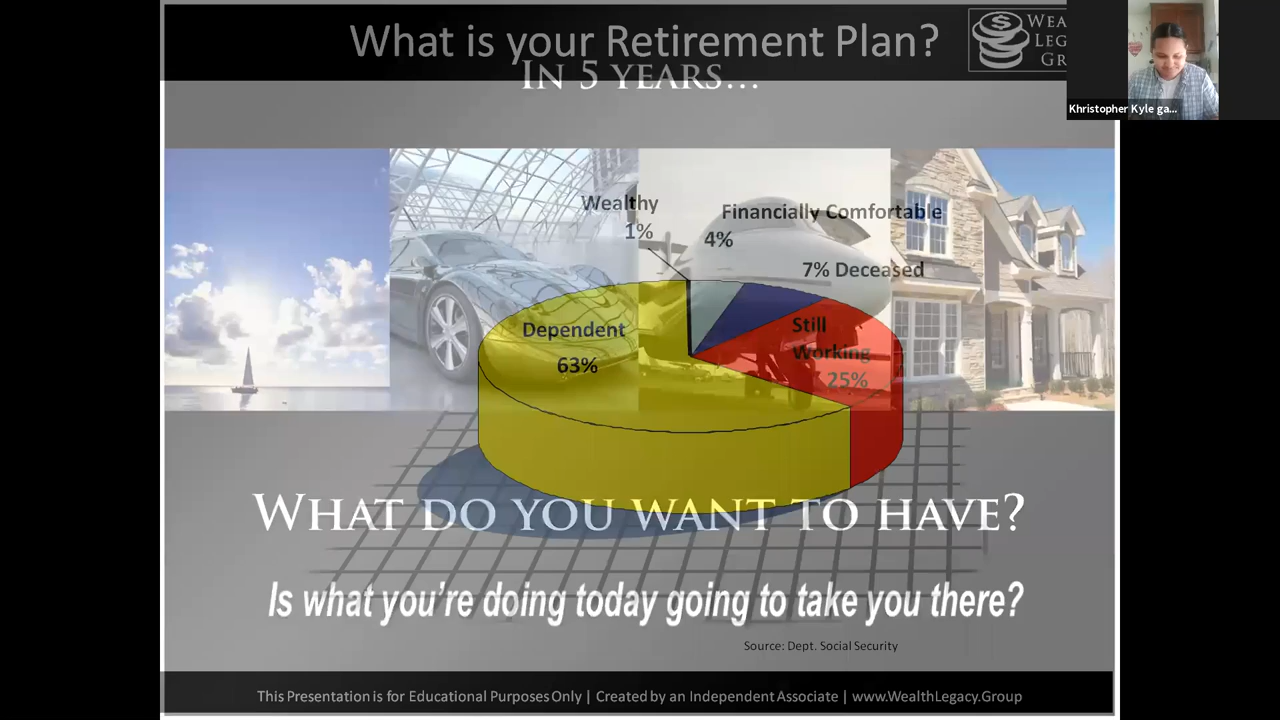 What is your Retirement Plan?
IN 5 YEARS…
WEA
LEG
GR
Khristopher Kyle ga...
Wealthy
1%
Financially Comfortable
4%
7% Deceased
Dependent
63%
Still
Working
25%
WHAT DO YOU WANT TO HAVE?
Is what you're doing today going to take you there?
Source: Dept. Social Security
This Presentation is for Educational Purposes Only | Created by an Independent Associate | www.WealthLegacy.Group